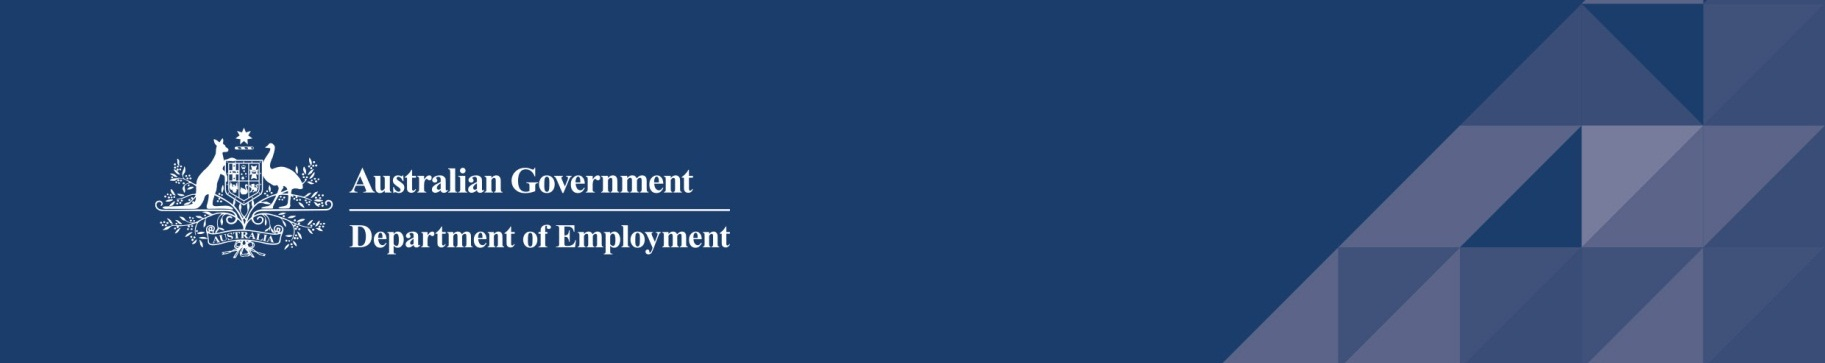 Australian Government
Department of Employment
AUSTRALIA